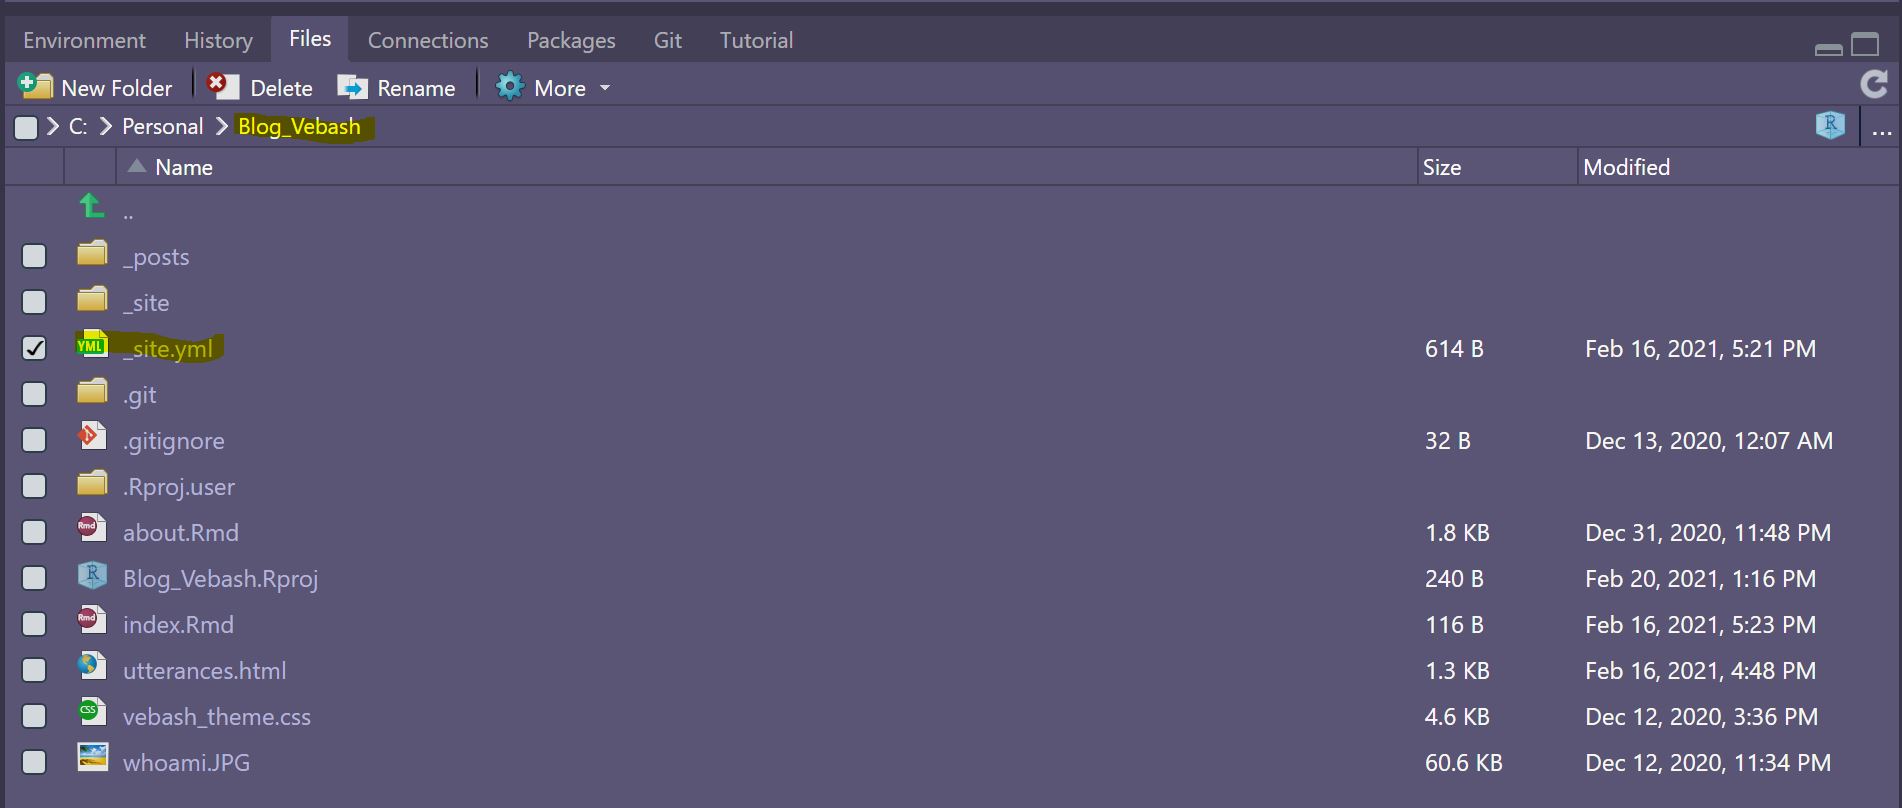 Environment History Files Connections Packages Git Tutorial
New Folder Delete Rename More
C: Personal Blog_Vebash R ...
Name Size Modified
..
_posts
_site
YML _site.yml 614 B Feb 16, 2021, 5:21 PM
.git
.gitignore 32 B Dec 13, 2020, 12:07 AM
.Rproj.user
Rmd about.Rmd 1.8 KB Dec 31, 2020, 11:48 PM
R Blog_Vebash.Rproj 240 B Feb 20, 2021, 1:16 PM
Rmd index.Rmd 116 B Feb 16, 2021, 5:23 PM
utterances.html 1.3 KB Feb 16, 2021, 4:48 PM
CSS vebash_theme.css 4.6 KB Dec 12, 2020, 3:36 PM
whoami.JPG 60.6 KB Dec 12, 2020, 11:34 PM